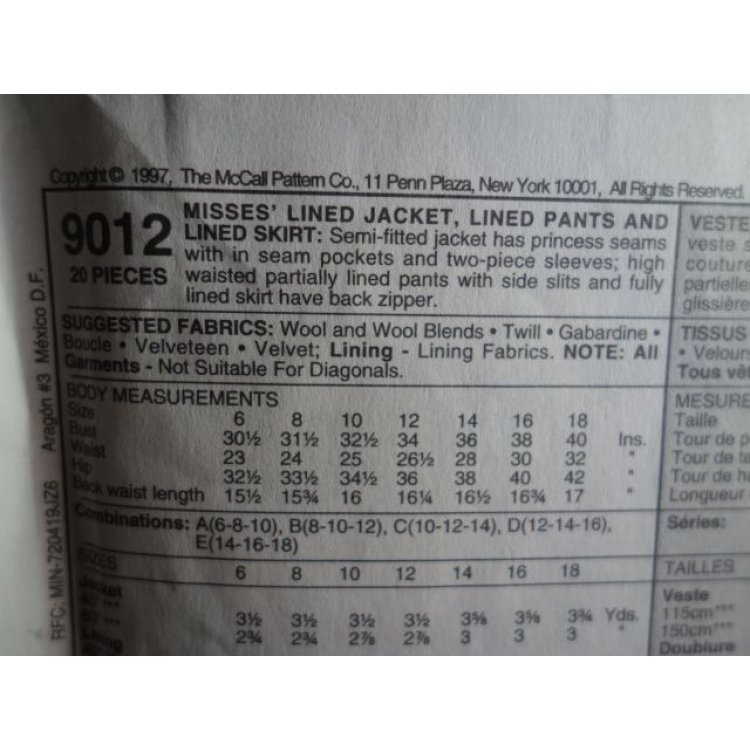 Copyright© 1997, The McCall Pattern Co., 11 Penn Plaza, New York 10001, All Rights Reserved.
9012
20 PIECES
MISSES' LINED JACKET, LINED PANTS AND
LINED SKIRT: Semi-fitted jacket has princess seams
with in seam pockets and two-piece sleeves; high
waisted partially lined pants with side slits and fully
lined skirt have back zipper.
SUGGESTED FABRICS: Wool and Wool Blends • Twill • Gabardine •
Boucle • Velveteen • Velvet; Lining - Lining Fabrics. NOTE: All
Garments - Not Suitable For Diagonals.
BODY MEASUREMENTS
Size 6 8 10 12 14 16 18
Bust 30½ 31½ 32½ 34 36 38 40 Ins.
Waist 23 24 25 26½ 28 30 32 "
Hip 32½ 33½ 34½ 36 38 40 42 "
Back waist length 15½ 15¾ 16 16¼ 16½ 16¾ 17 "
Combinations: A(6-8-10), B(8-10-12), C(10-12-14), D(12-14-16),
E(14-16-18)
SIZES 6 8 10 12 14 16 18
Jacket
45"*** 3½ 3½ 3½ 3½ 3⅝ 3⅝ 3¾ Yds.
60"*** 2¾ 2¾ 2⅞ 2⅞ 3 3 3 "
Lining
VESTE
veste
couture
partielle
glissière
TISSUS
• Velour
Tous vêt
MESURE
Taille
Tour de p
Tour de ta
Tour de h
Longueur
Séries:
TAILLES
Veste
115cm***
150cm***
Doublure
RFC: MIN-720419JZ6 Aragón #3 México D.F.